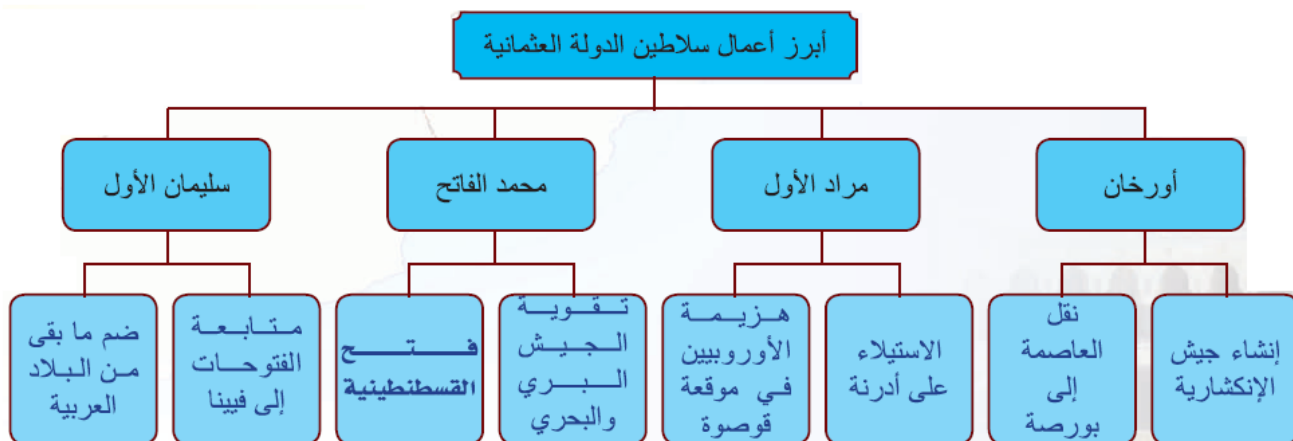 أبرز أعمال سلاطين الدولة العثمانية
أورخان
مراد الأول
محمد الفاتح
سليمان الأول
إنشاء جيش
الإنكشارية
نقل
العاصمة
إلى
بورصة
الاستيلاء
على أدرنة
هزيمة
الأوروبيين
في موقعة
قوصوة
تقوية
الجيش
البري
والبحري
فتح
القسطنطينية
متابعة
الفتوحات
إلى فيينا
ضم ما بقى
من البلاد
العربية